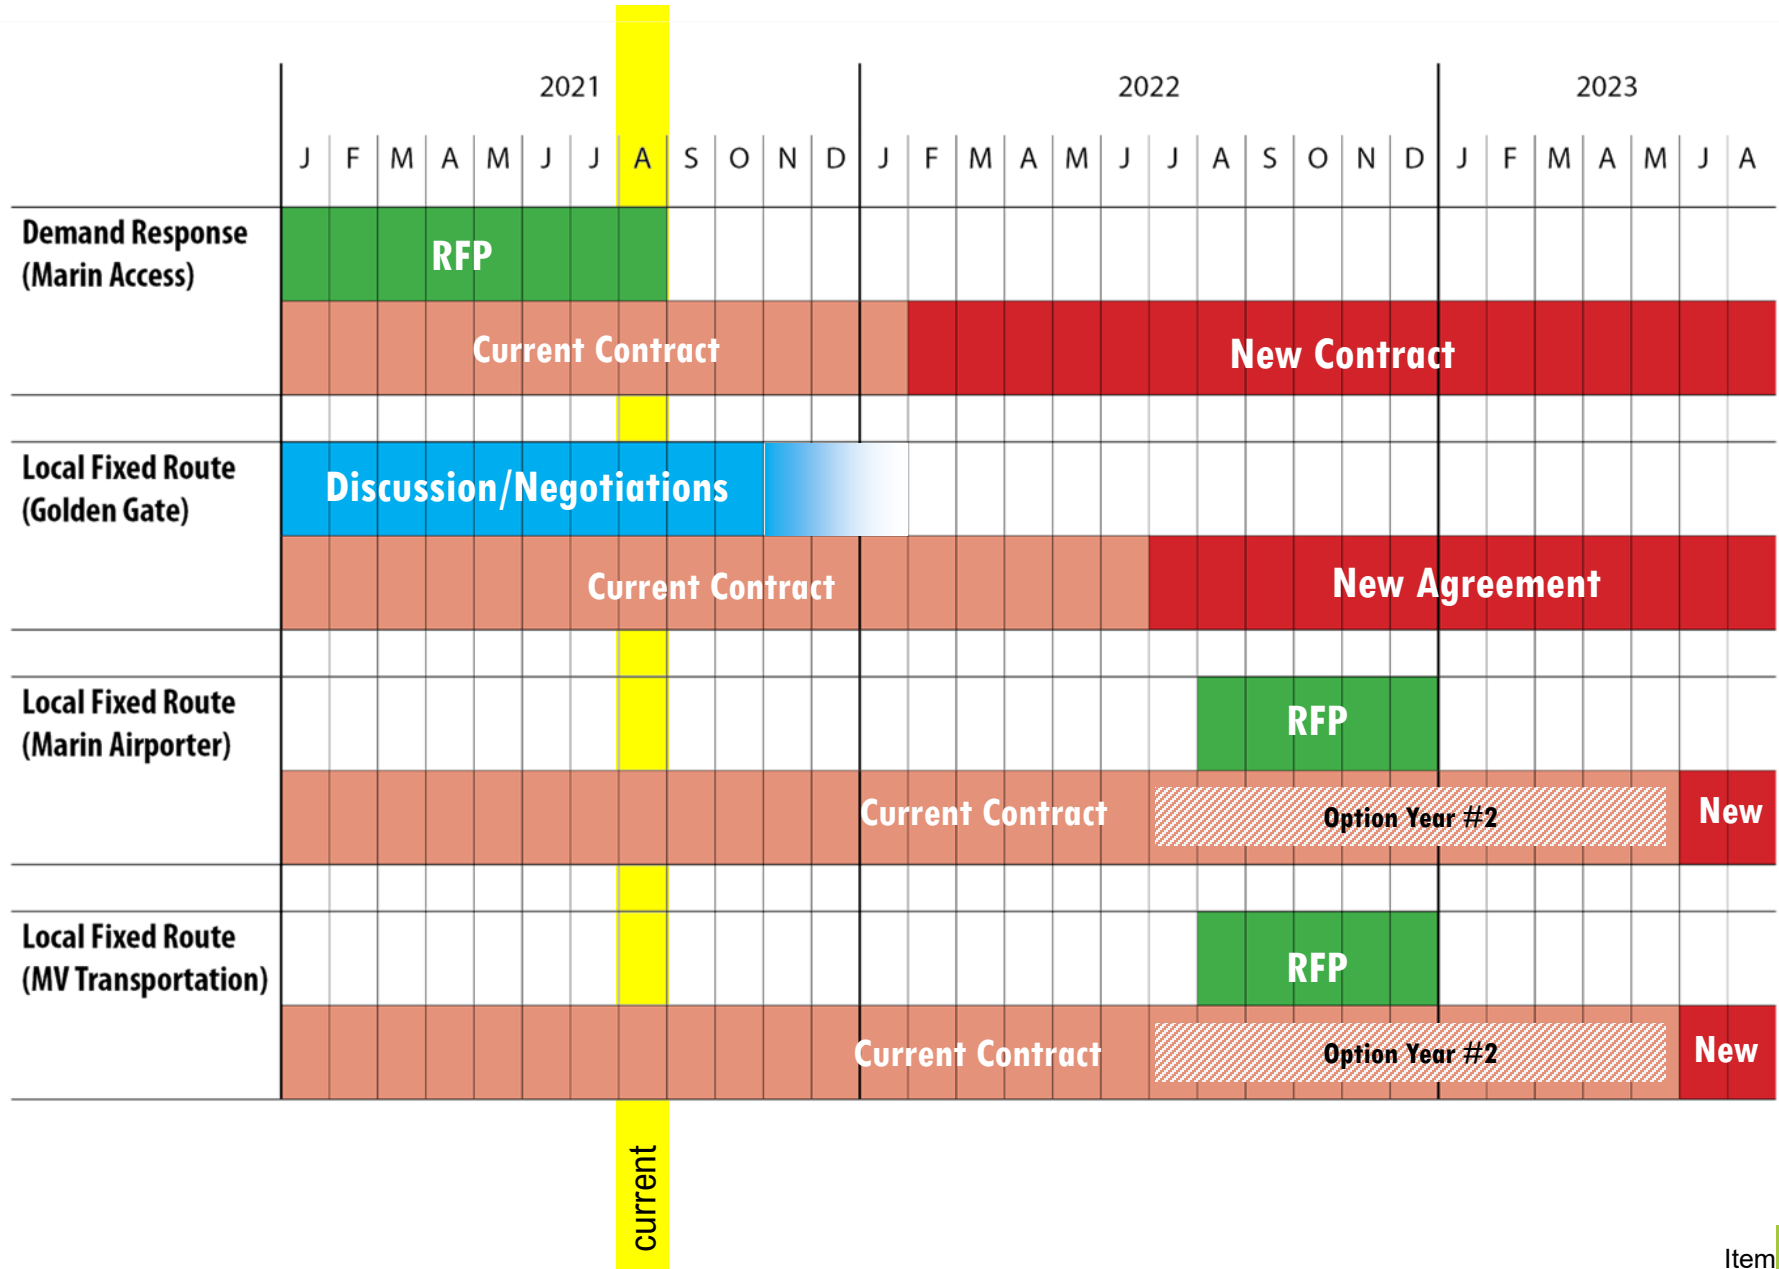 2021 2022 2023
J F M A M J J A S O N D J F M A M J J A S O N D J F M A M J A
Demand Response
(Marin Access)
RFP
Current Contract New Contract
Local Fixed Route
(Golden Gate)
Discussion/Negotiations
Current Contract New Agreement
Local Fixed Route
(Marin Airporter)
RFP
Current Contract Option Year #2 New
Local Fixed Route
(MV Transportation)
RFP
Current Contract Option Year #2 New
current
Item